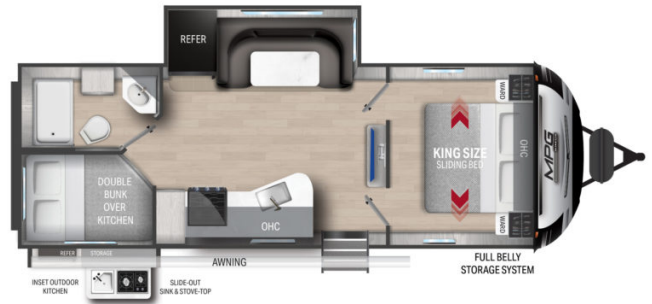 REFER
WARD
KING SIZE
SLIDING BED
OHC
MPG
DOUBLE
BUNK
OVER
KITCHEN
OHC
WARD
REFER
STORAGE
AWNING
FULL BELLY
STORAGE SYSTEM
INSET OUTDOOR
KITCHEN
SLIDE-OUT
SINK & STOVE-TOP